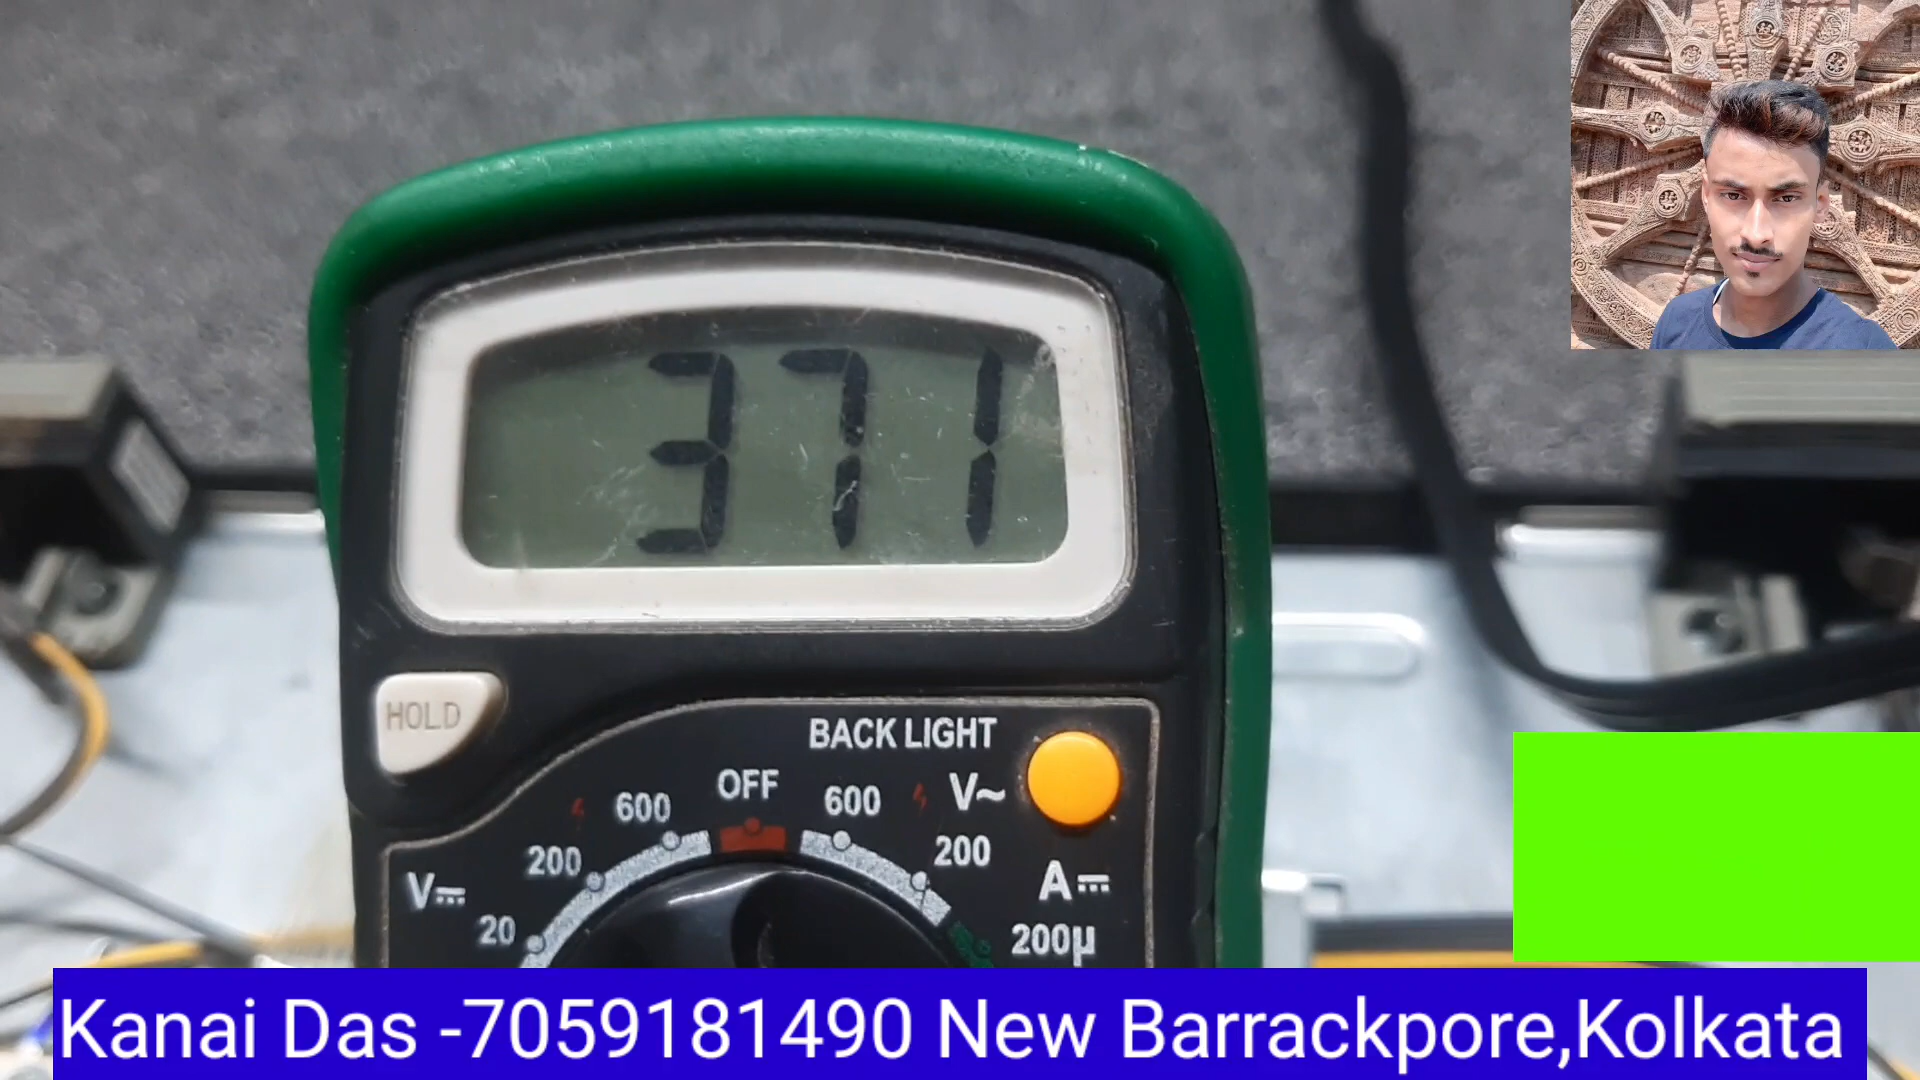 371
HOLD
BACK LIGHT
OFF
600
600
V~
200
200
V⎓
A⎓
20
200µ
Kanai Das -7059181490 New Barrackpore,Kolkata